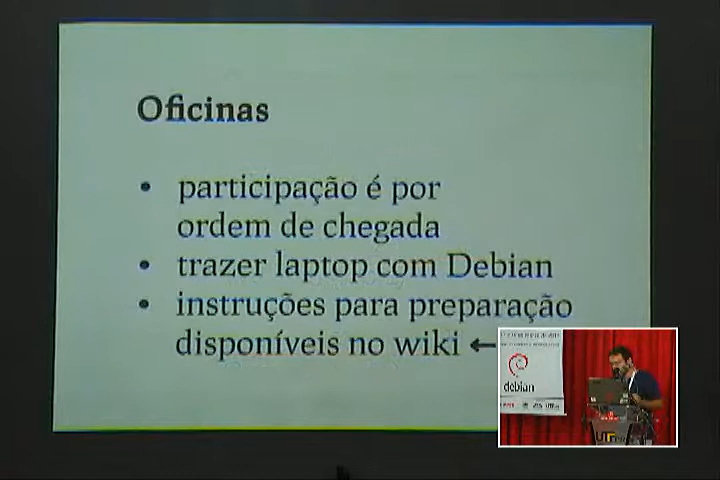 Oficinas
• participação é por
ordem de chegada
• trazer laptop com Debian
• instruções para preparação
disponíveis no wiki ←
debian